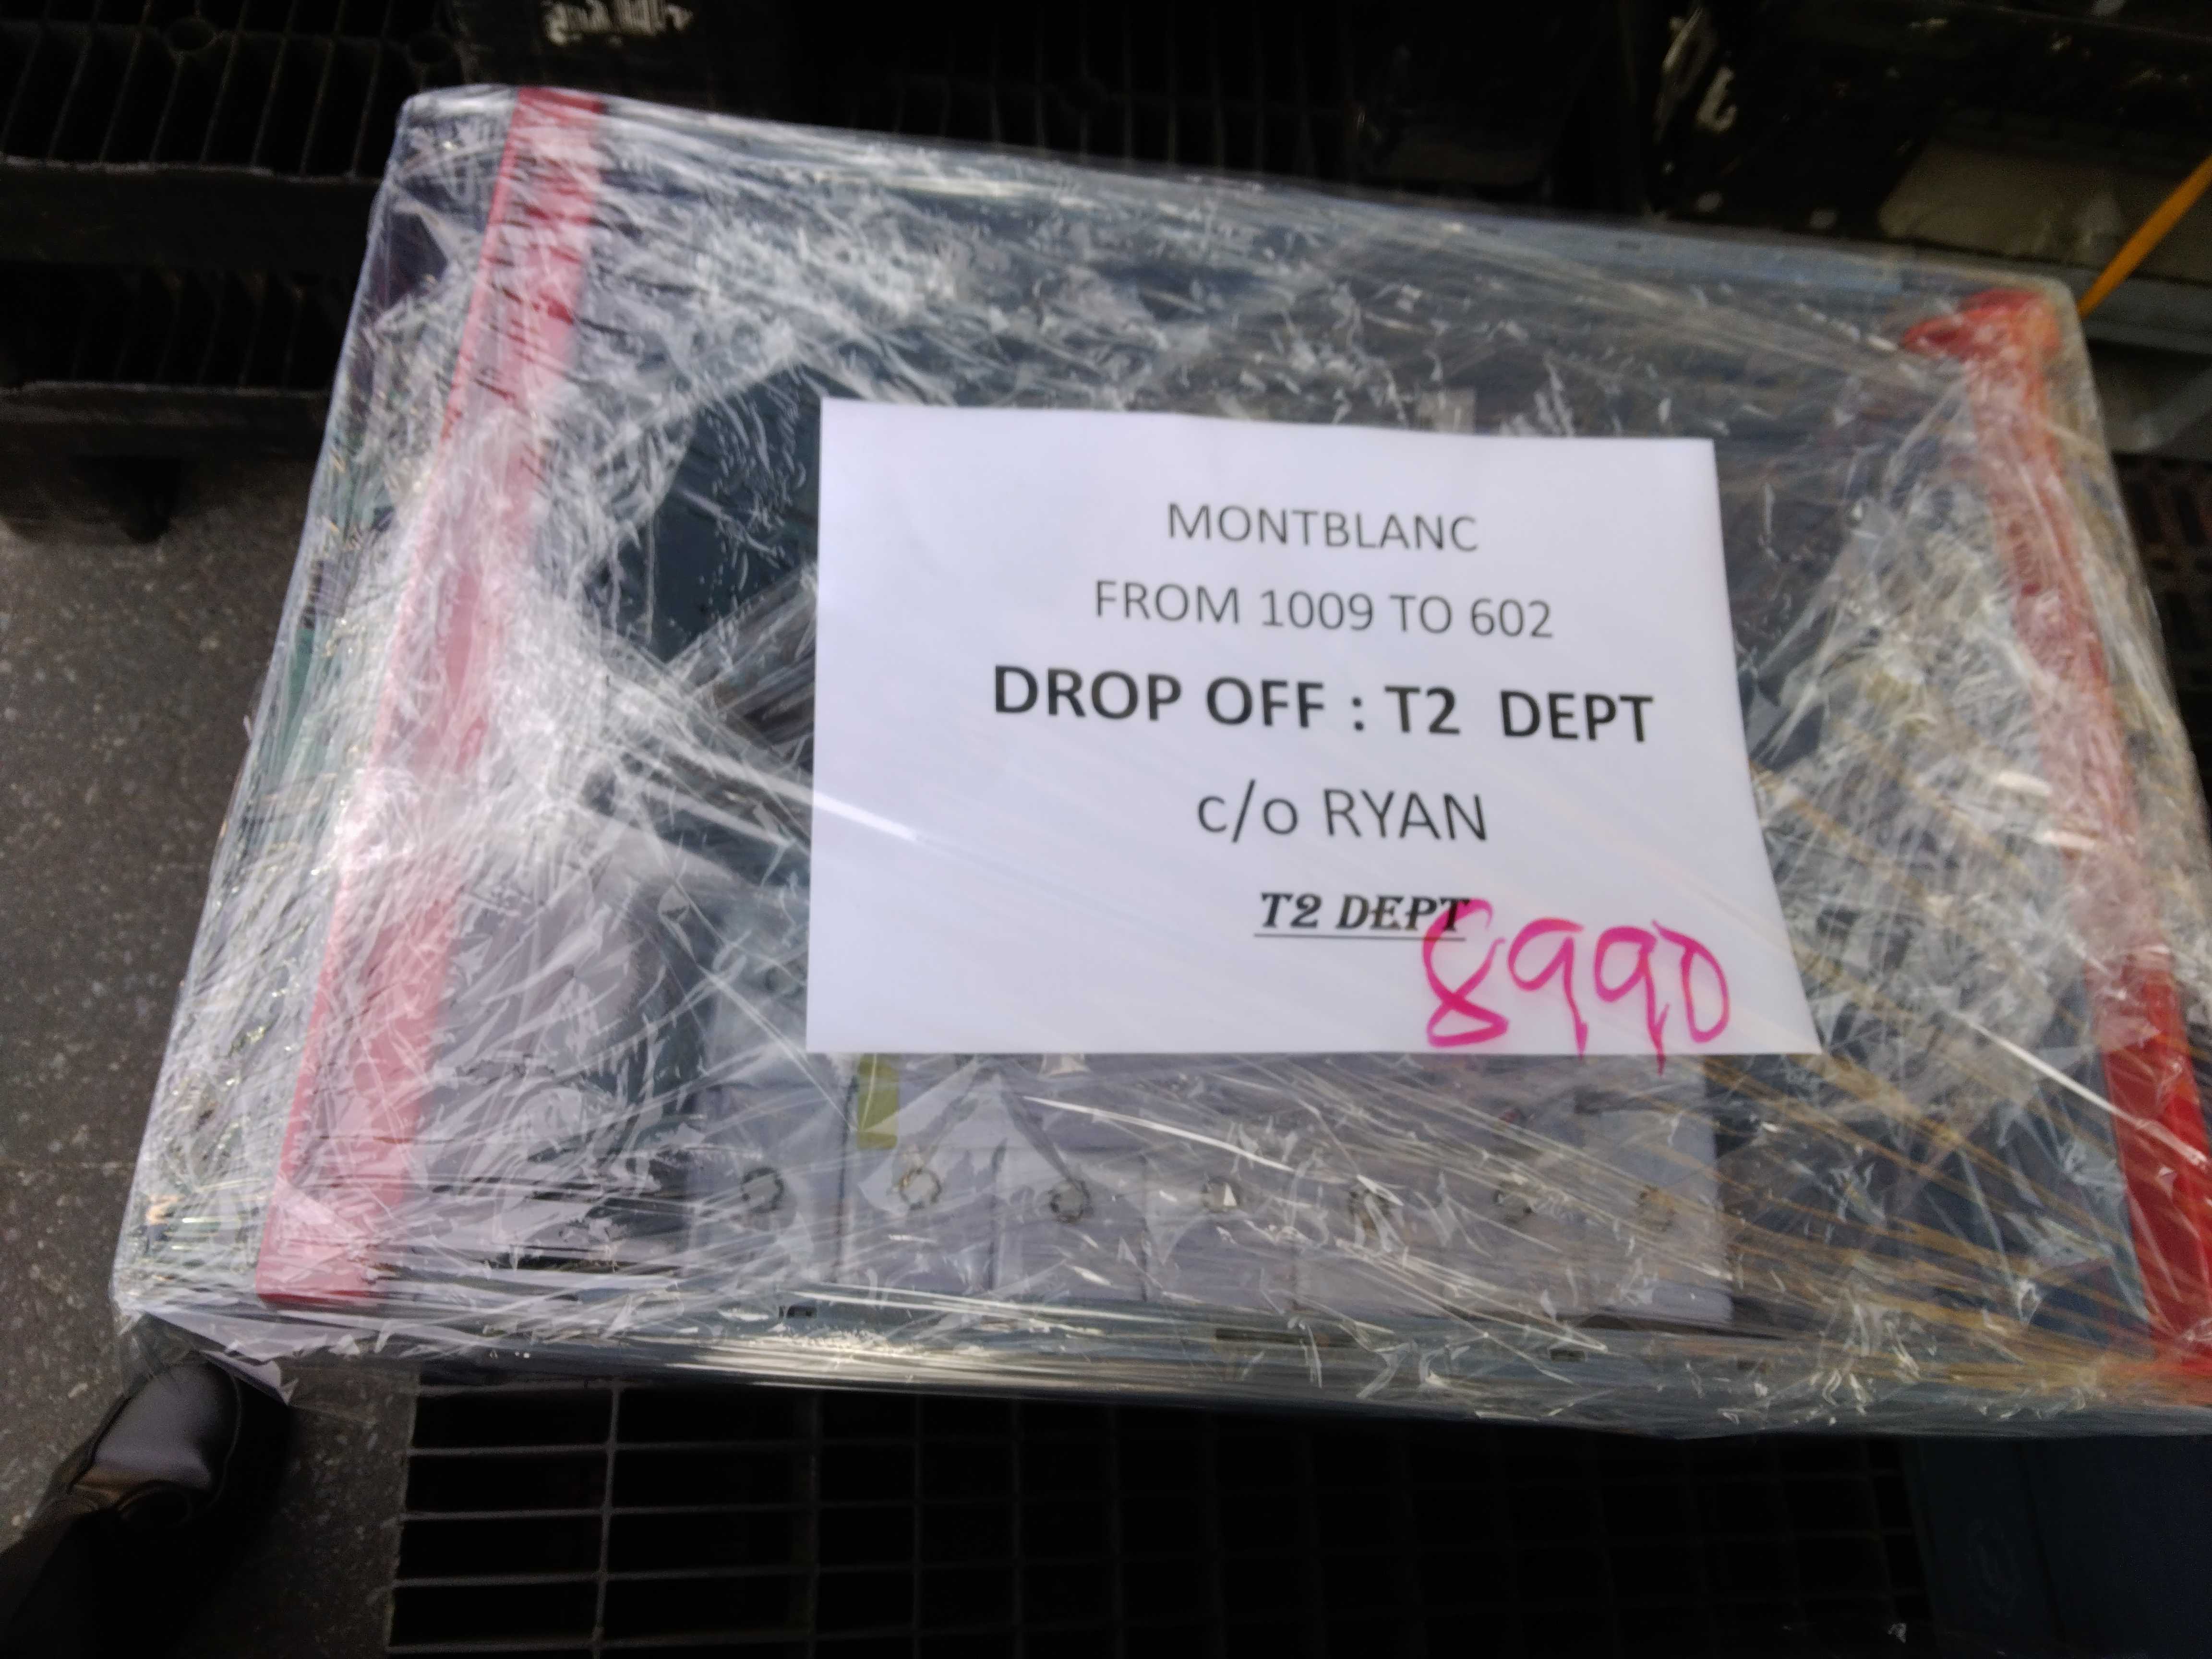 MONTBLANC
FROM 1009 TO 602
DROP OFF : T2 DEPT
c/o RYAN
T2 DEPT
8990